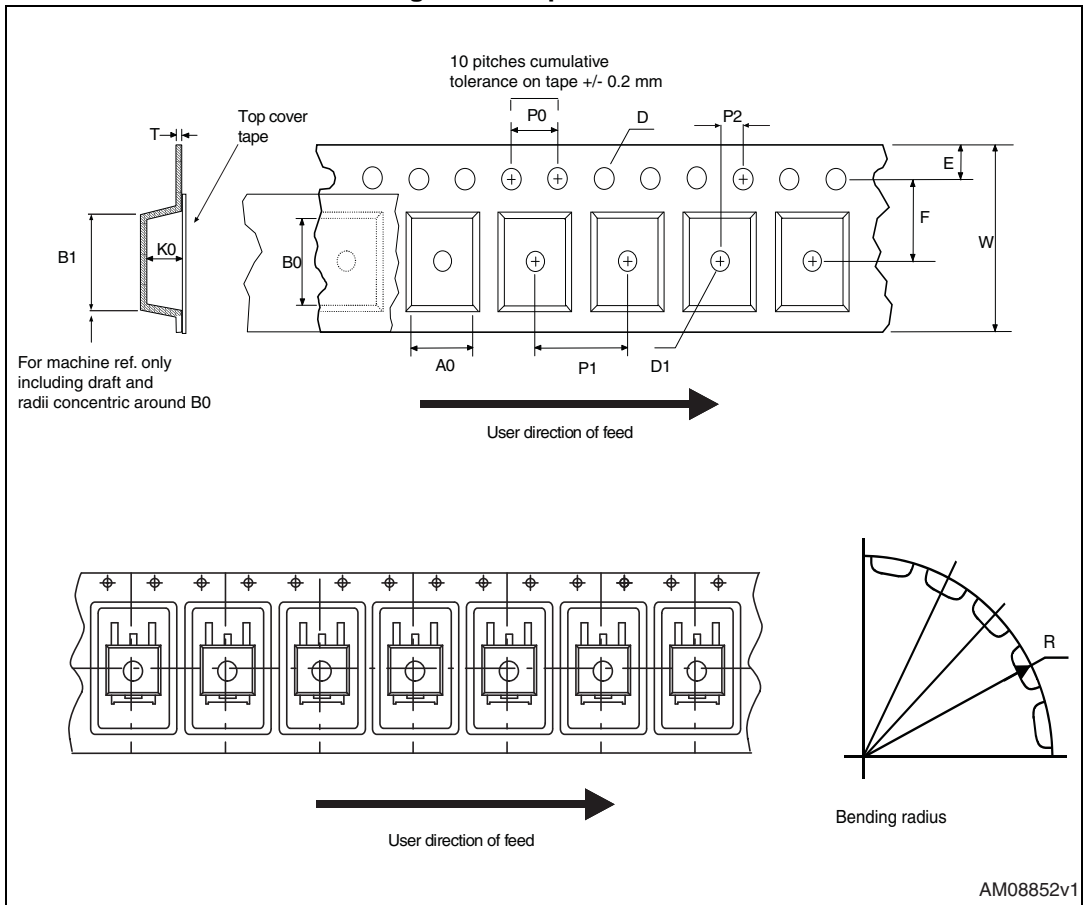 10 pitches cumulative
tolerance on tape +/- 0.2 mm
Top cover
tape
T
P0
D
P2
E
F
W
B1
K0
B0
For machine ref. only
including draft and
radii concentric around B0
A0
P1
D1
User direction of feed
R
Bending radius
User direction of feed
AM08852v1